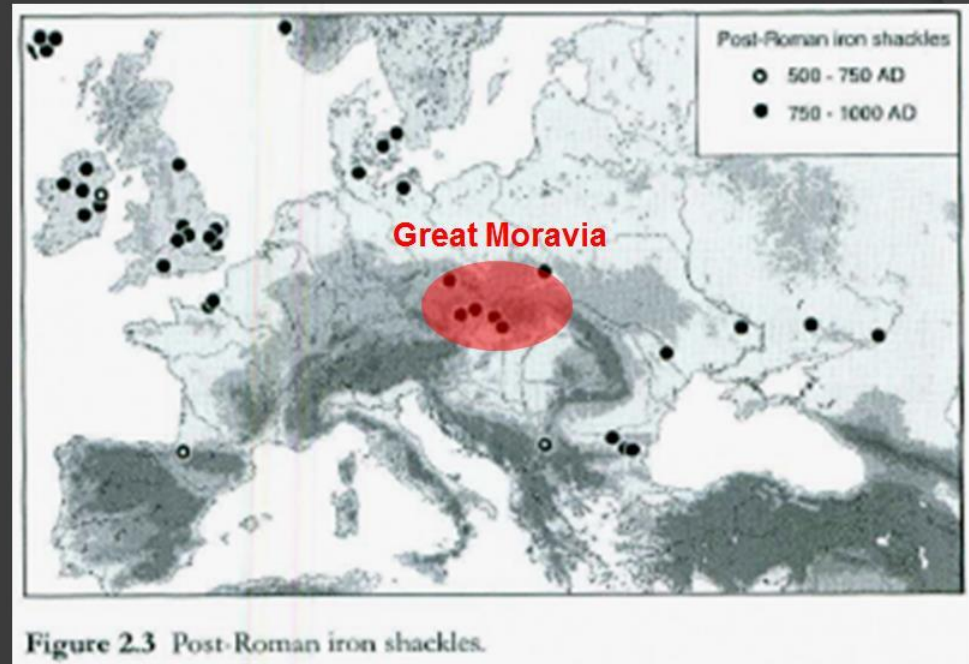 Post-Roman iron shackles
500 - 750 AD
750 - 1000 AD
Great Moravia
Figure 2.3 Post-Roman iron shackles.